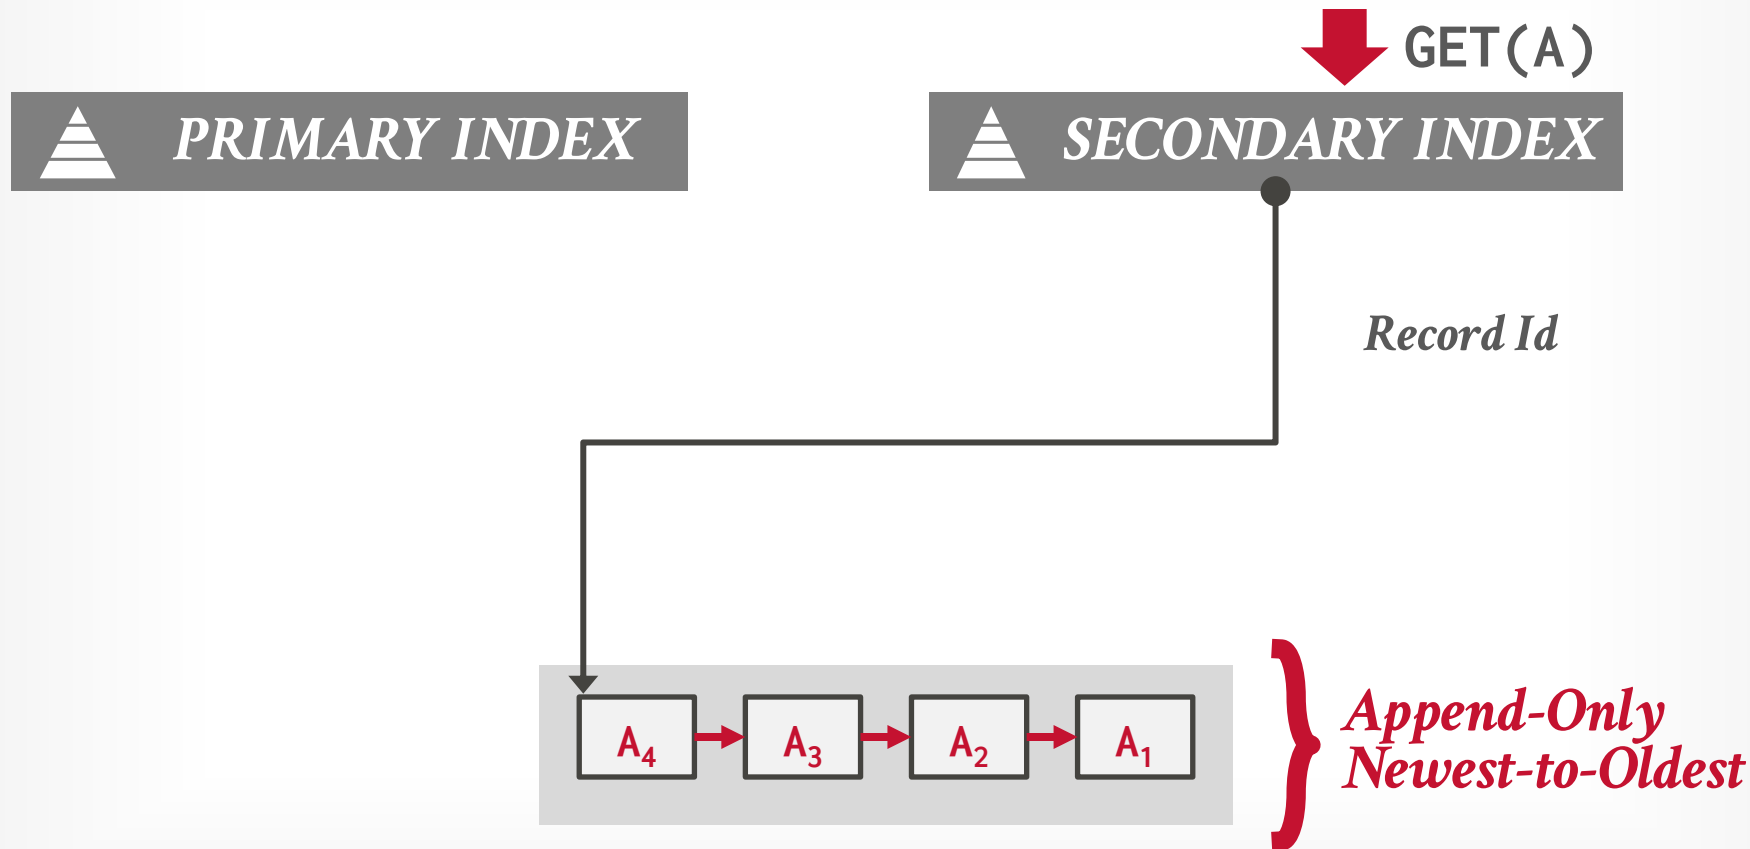 GET(A)
PRIMARY INDEX
SECONDARY INDEX
Record Id
A4
A3
A2
A1
Append-Only
Newest-to-Oldest